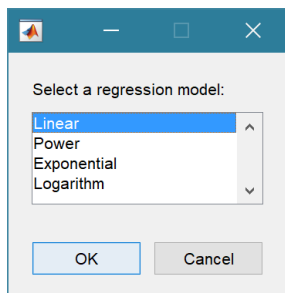 Select a regression model:
Linear
Power
Exponential
Logarithm
OK
Cancel